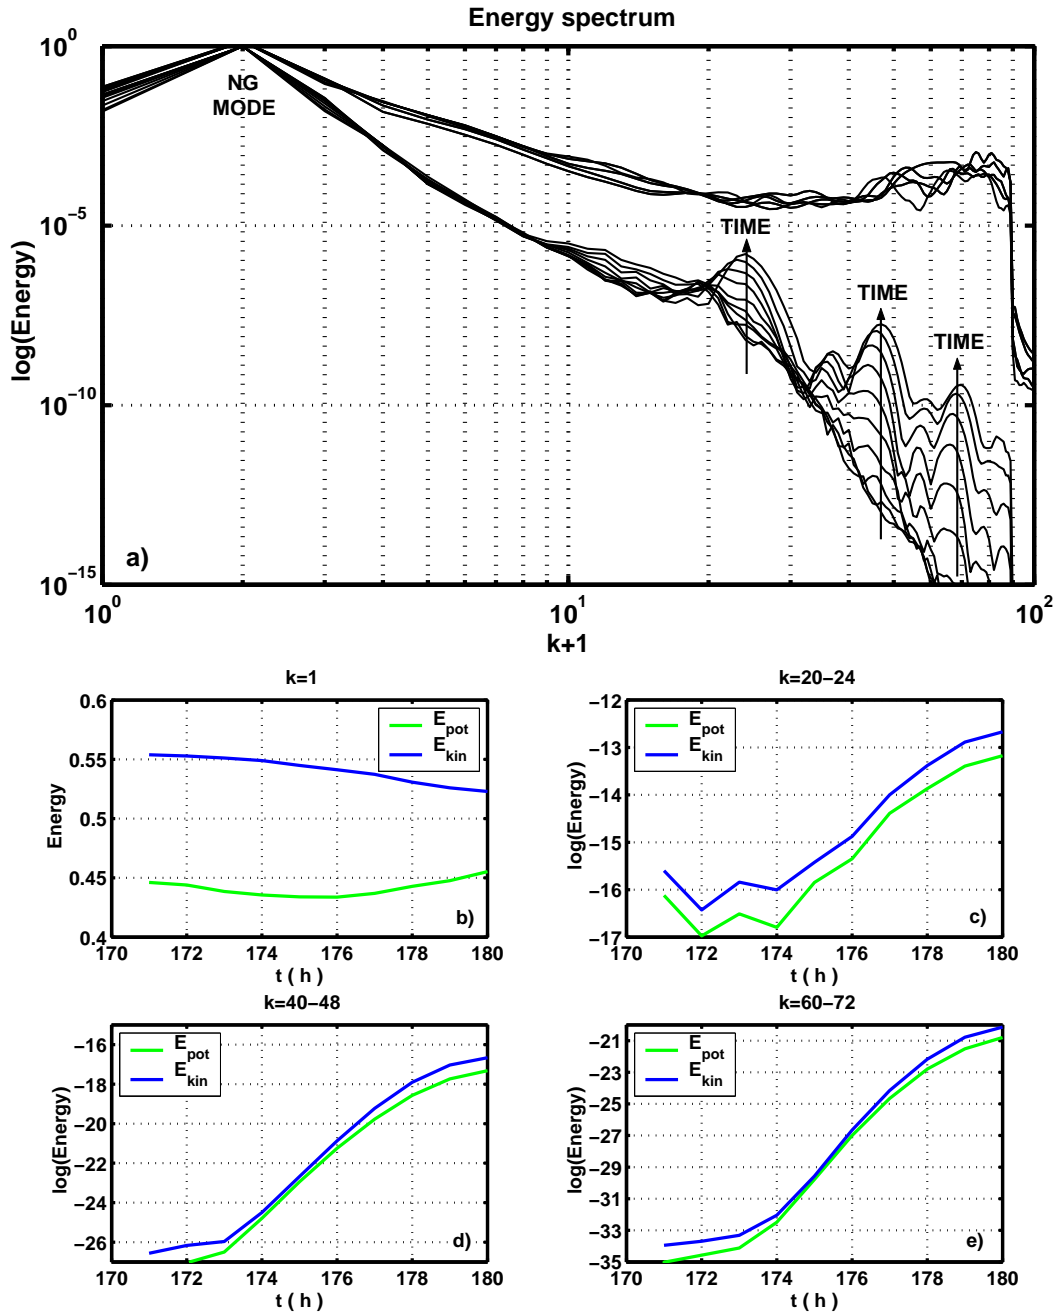 Energy spectrum
10^0
10^−5
10^−10
10^−15
log(Energy)
NG
MODE
TIME
TIME
TIME
a)
10^0
10^1
10^2
k+1
k=1
0.6
0.55
0.5
0.45
0.4
Energy
E_pot
E_kin
b)
170 172 174 176 178 180
t ( h )
k=20−24
−12
−13
−14
−15
−16
−17
log(Energy)
E_pot
E_kin
c)
170 172 174 176 178 180
t ( h )
k=40−48
−16
−18
−20
−22
−24
−26
log(Energy)
E_pot
E_kin
d)
170 172 174 176 178 180
t ( h )
k=60−72
−21
−23
−25
−27
−29
−31
−33
−35
log(Energy)
E_pot
E_kin
e)
170 172 174 176 178 180
t ( h )